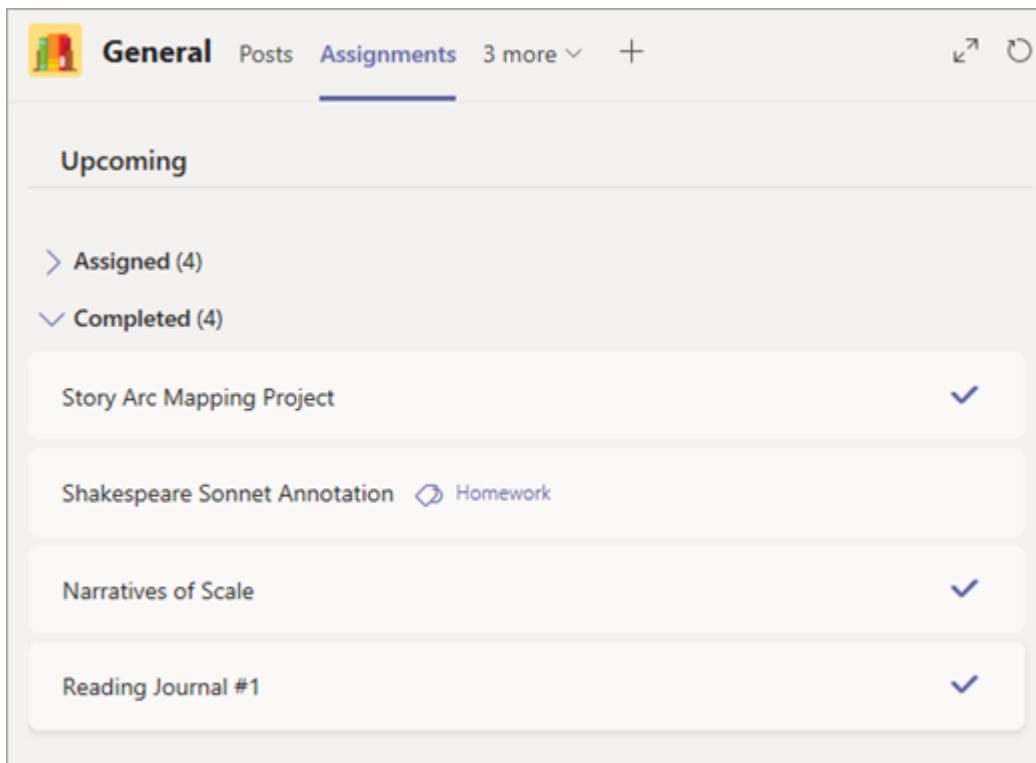 General Posts Assignments 3 more
Upcoming
Assigned (4)
Completed (4)
Story Arc Mapping Project
Shakespeare Sonnet Annotation Homework
Narratives of Scale
Reading Journal #1